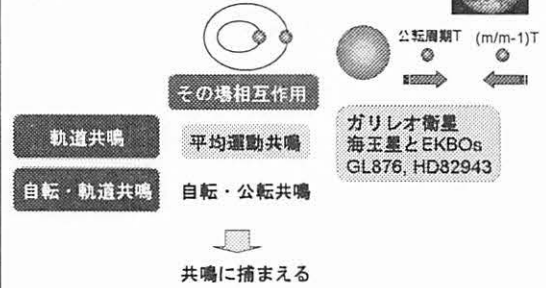 公転周期T (m/m-1)T
その場相互作用
軌道共鳴 平均運動共鳴
ガリレオ衛星
海王星とEKBOs
GL876, HD82943
自転・軌道共鳴 自転・公転共鳴
共鳴に捕まえる